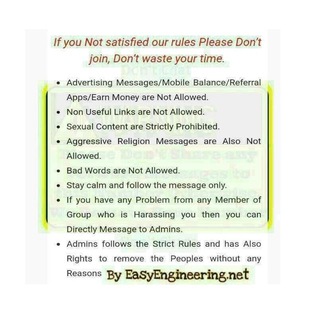 If you Not satisfied our rules Please Don't
join, Don't waste your time.
• Advertising Messages/Mobile Balance/Referral
Apps/Earn Money are Not Allowed.
• Non Useful Links are Not Allowed.
• Sexual Content are Strictly Prohibited.
• Aggressive Religion Messages are Also Not
Allowed.
• Bad Words are Not Allowed.
• Stay calm and follow the message only.
• If you have any Problem from any Member of
Group who is Harassing you then you can
Directly Message to Admins.
• Admins follows the Strict Rules and has Also
Rights to remove the Peoples without any
Reasons By EasyEngineering.net